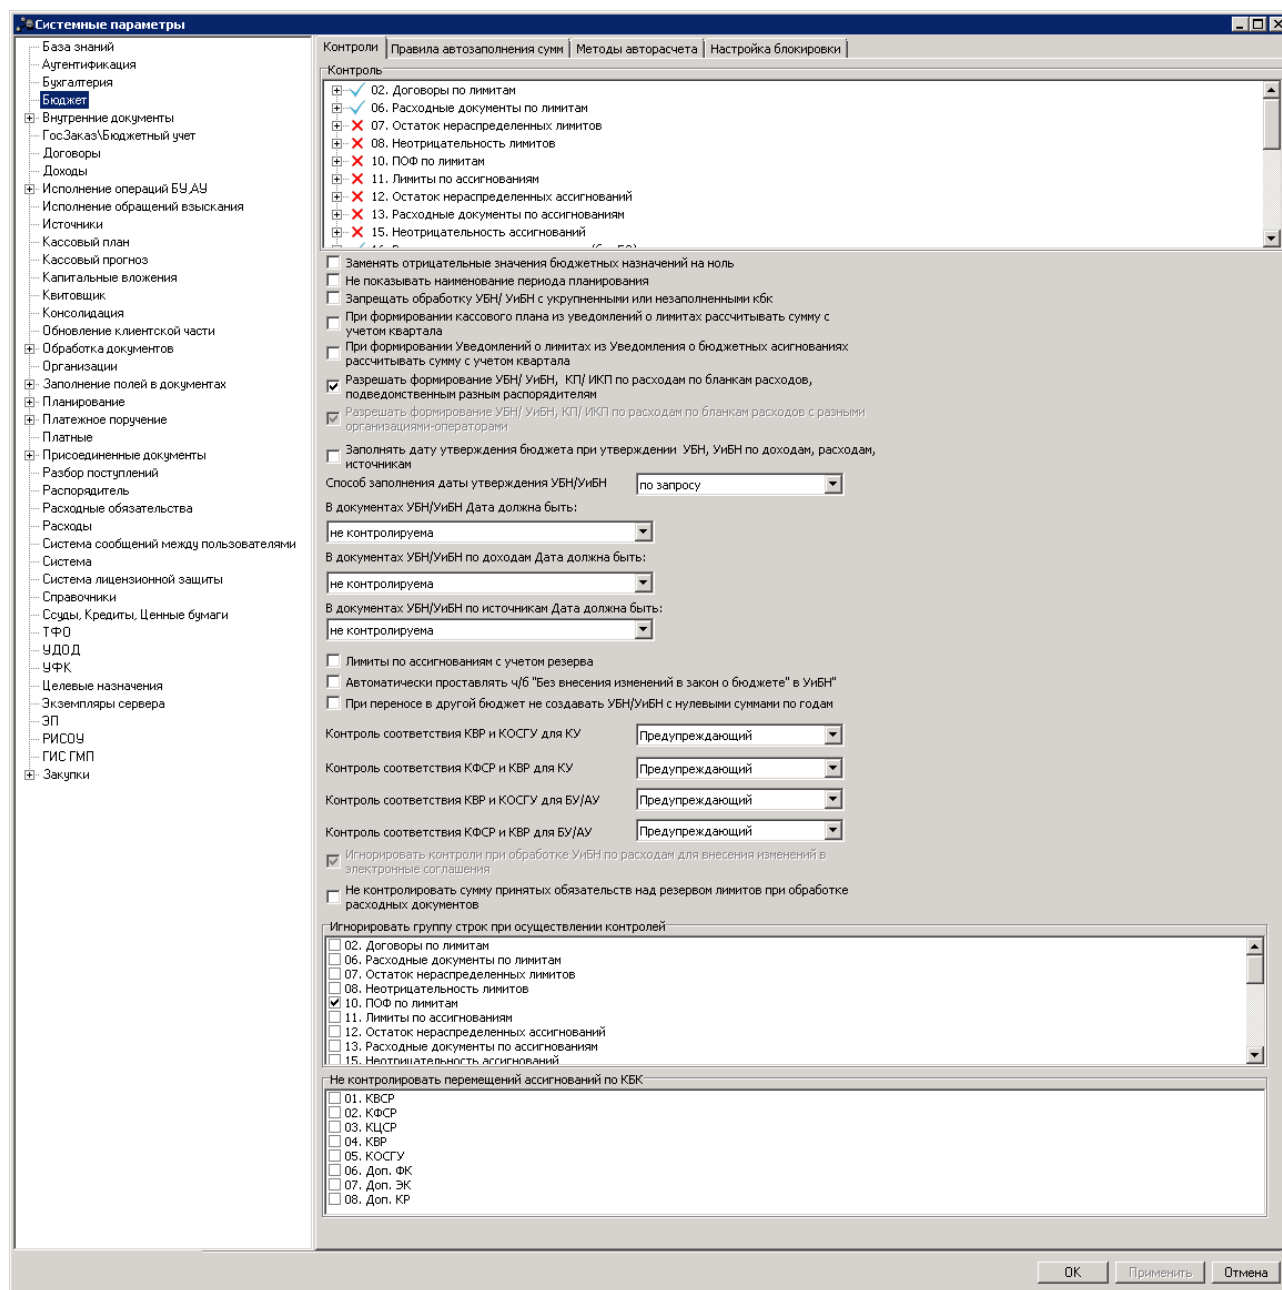 Системные параметры
База знаний
Аутентификация
Бухгалтерия
Бюджет
Внутренние документы
ГосЗаказ\Бюджетный учет
Договоры
Доходы
Исполнение операций БУ,АУ
Исполнение обращений взыскания
Источники
Кассовый план
Кассовый прогноз
Капитальные вложения
Квитовщик
Консолидация
Обновление клиентской части
Обработка документов
Организации
Заполнение полей в документах
Планирование
Платежное поручение
Платные
Присоединенные документы
Разбор поступлений
Распорядитель
Расходные обязательства
Расходы
Система сообщений между пользователями
Система
Система лицензионной защиты
Справочники
Ссуды, Кредиты, Ценные бумаги
ТФО
УДОД
УФК
Целевые назначения
Экземпляры сервера
ЭП
РИСОУ
ГИС ГМП
Закупки
Контроли Правила автозаполнения сумм Методы авторасчета Настройка блокировки
Контроль
02. Договоры по лимитам
06. Расходные документы по лимитам
07. Остаток нераспределенных лимитов
08. Неотрицательность лимитов
10. ПОФ по лимитам
11. Лимиты по ассигнованиям
12. Остаток нераспределенных ассигнований
13. Расходные документы по ассигнованиям
15. Неотрицательность ассигнований
Заменять отрицательные значения бюджетных назначений на ноль
Не показывать наименование периода планирования
Запрещать обработку УБН/ УиБН с укрупненными или незаполненными кбк
При формировании кассового плана из уведомлений о лимитах рассчитывать сумму с
учетом квартала
При формировании Уведомлений о лимитах из Уведомления о бюджетных асигнованиях
рассчитывать сумму с учетом квартала
Разрешать формирование УБН/ УиБН, КП/ ИКП по расходам по бланкам расходов,
подведомственным разным распорядителям
Разрешать формирование УБН/ УиБН, КП/ ИКП по расходам по бланкам расходов с разными
организациями-операторами
Заполнять дату утверждения бюджета при утверждении УБН, УиБН по доходам, расходам,
источникам
Способ заполнения даты утверждения УБН/УиБН по запросу
В документах УБН/УиБН Дата должна быть:
не контролируема
В документах УБН/УиБН по доходам Дата должна быть:
не контролируема
В документах УБН/УиБН по источникам Дата должна быть:
не контролируема
Лимиты по ассигнованиям с учетом резерва
Автоматически проставлять ч/б "Без внесения изменений в закон о бюджете" в УиБН"
При переносе в другой бюджет не создавать УБН/УиБН с нулевыми суммами по годам
Контроль соответствия КВР и КОСГУ для КУ Предупреждающий
Контроль соответствия КФСР и КВР для КУ Предупреждающий
Контроль соответствия КВР и КОСГУ для БУ/АУ Предупреждающий
Контроль соответствия КФСР и КВР для БУ/АУ Предупреждающий
Игнорировать контроли при обработке УиБН по расходам для внесения изменений в
электронные соглашения
Не контролировать сумму принятых обязательств над резервом лимитов при обработке
расходных документов
Игнорировать группу строк при осуществлении контролей
02. Договоры по лимитам
06. Расходные документы по лимитам
07. Остаток нераспределенных лимитов
08. Неотрицательность лимитов
10. ПОФ по лимитам
11. Лимиты по ассигнованиям
12. Остаток нераспределенных ассигнований
13. Расходные документы по ассигнованиям
15. Неотрицательность ассигнований
Не контролировать перемещений ассигнований по КБК
01. КВСР
02. КФСР
03. КЦСР
04. КВР
05. КОСГУ
06. Доп. ФК
07. Доп. ЭК
08. Доп. КР
OK Применить Отмена